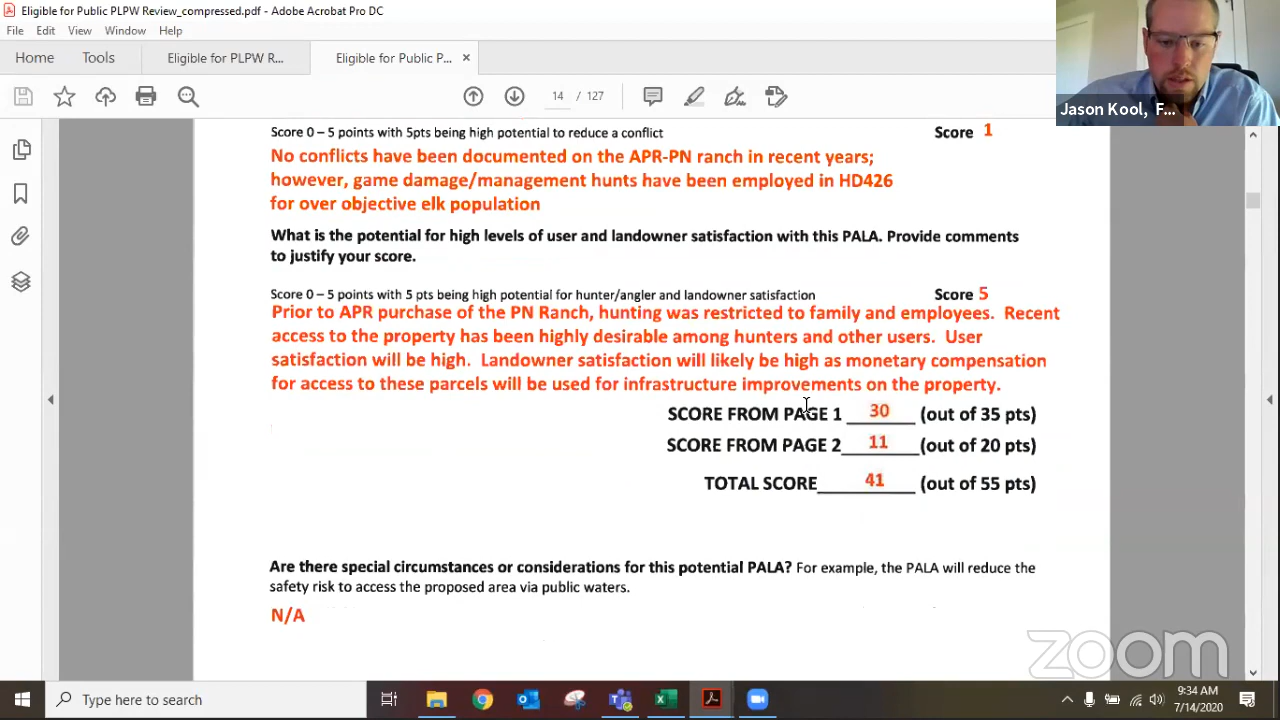 Eligible for Public PLPW Review_compressed.pdf - Adobe Acrobat Pro DC
File Edit View Window Help
Home Tools Eligible for PLPW R... Eligible for Public P... ×
14 / 127
Jason Kool, F...
Score 0 – 5 points with 5pts being high potential to reduce a conflict Score 1
No conflicts have been documented on the APR-PN ranch in recent years;
however, game damage/management hunts have been employed in HD426
for over objective elk population
What is the potential for high levels of user and landowner satisfaction with this PALA. Provide comments
to justify your score.
Score 0 – 5 points with 5 pts being high potential for hunter/angler and landowner satisfaction Score 5
Prior to APR purchase of the PN Ranch, hunting was restricted to family and employees. Recent
access to the property has been highly desirable among hunters and other users. User
satisfaction will be high. Landowner satisfaction will likely be high as monetary compensation
for access to these parcels will be used for infrastructure improvements on the property.
SCORE FROM PAGE 1 30 (out of 35 pts)
SCORE FROM PAGE 2 11 (out of 20 pts)
TOTAL SCORE 41 (out of 55 pts)
Are there special circumstances or considerations for this potential PALA? For example, the PALA will reduce the
safety risk to access the proposed area via public waters.
N/A
zoom
Type here to search
9:34 AM
7/14/2020